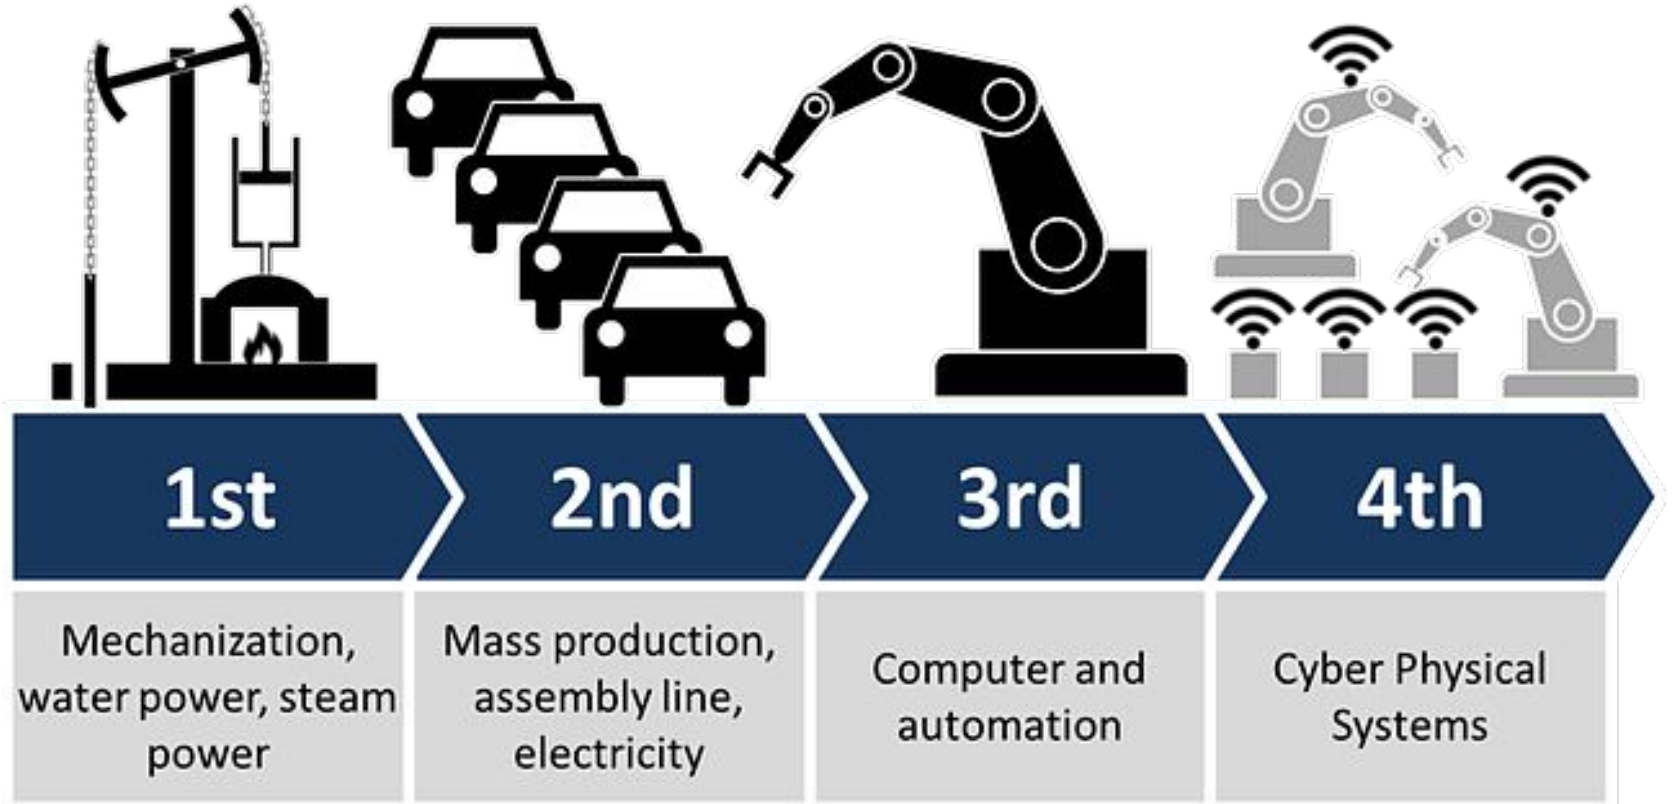 1st
2nd
3rd
4th
Mechanization,
water power, steam
power
Mass production,
assembly line,
electricity
Computer and
automation
Cyber Physical
Systems